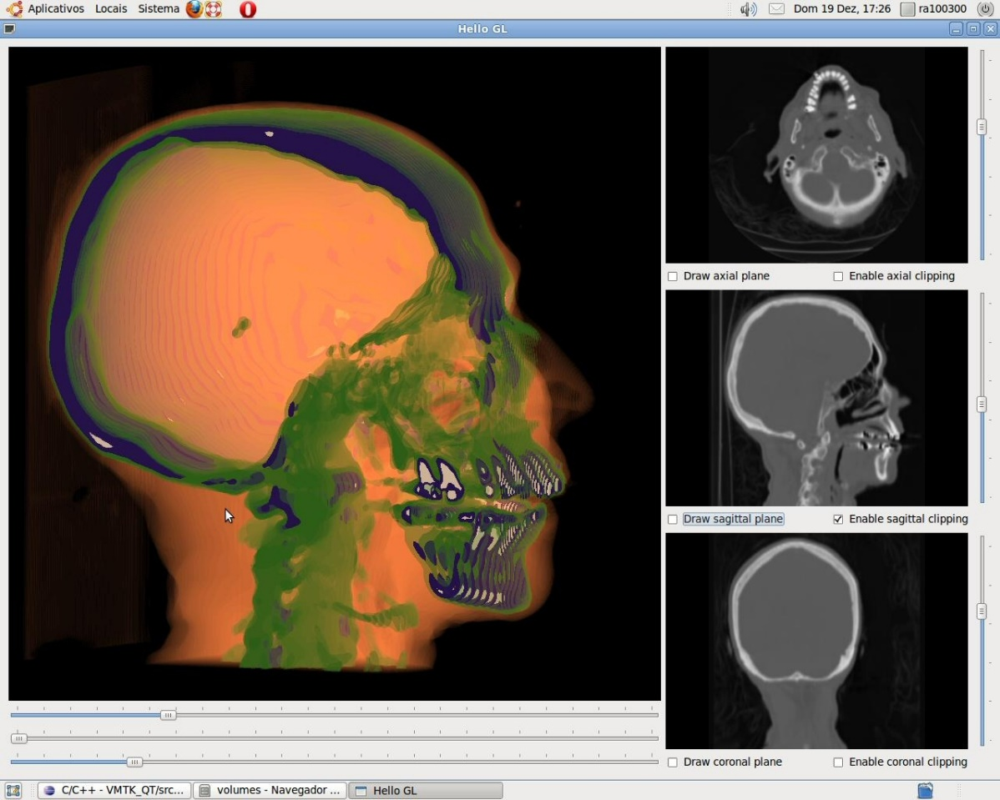 Aplicativos Locais Sistema Dom 19 Dez, 17:26 ra100300
Hello GL
Draw axial plane Enable axial clipping
Draw sagittal plane Enable sagittal clipping
Draw coronal plane Enable coronal clipping
C/C++ - VMTK_QT/src... volumes - Navegador ... Hello GL